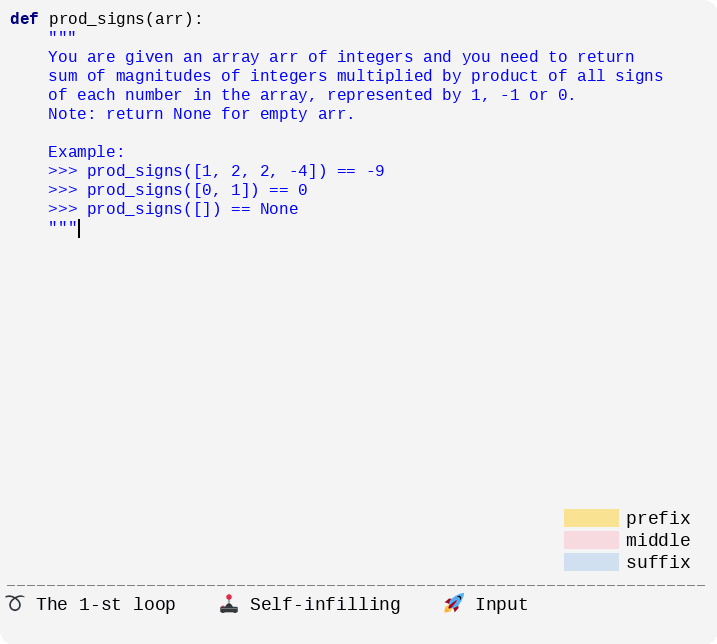 def prod_signs(arr):
    """
    You are given an array arr of integers and you need to return
    sum of magnitudes of integers multiplied by product of all signs
    of each number in the array, represented by 1, -1 or 0.
    Note: return None for empty arr.

    Example:
    >>> prod_signs([1, 2, 2, -4]) == -9
    >>> prod_signs([0, 1]) == 0
    >>> prod_signs([]) == None
    """
prefix
middle
suffix
The 1-st loop Self-infilling Input